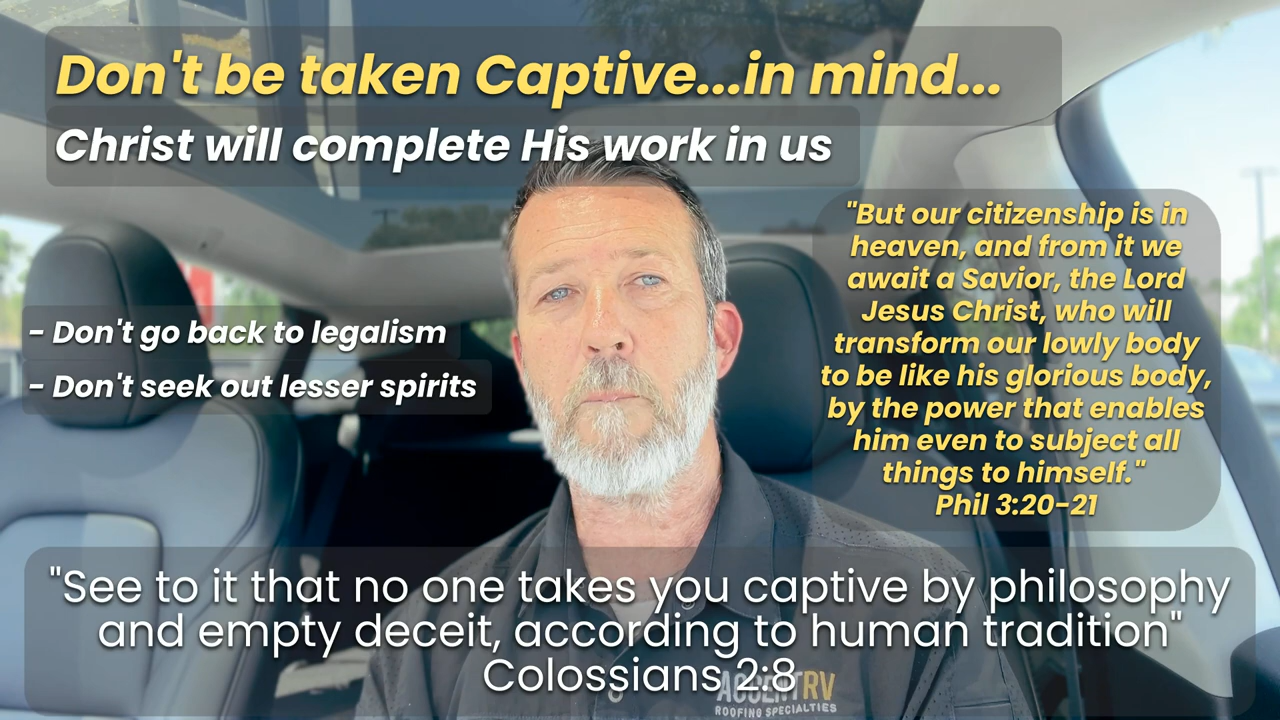 Don't be taken Captive...in mind...
Christ will complete His work in us
- Don't go back to legalism
- Don't seek out lesser spirits
"But our citizenship is in
heaven, and from it we
await a Savior, the Lord
Jesus Christ, who will
transform our lowly body
to be like his glorious body,
by the power that enables
him even to subject all
things to himself."
Phil 3:20-21
"See to it that no one takes you captive by philosophy
and empty deceit, according to human tradition"
Colossians 2:8
RV
ROOFING SPECIALTIES